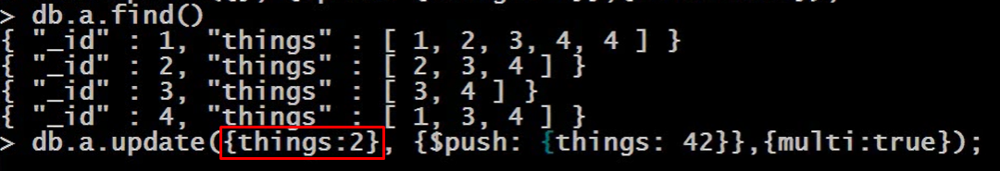 > db.a.find()
{ "_id" : 1, "things" : [ 1, 2, 3, 4, 4 ] }
{ "_id" : 2, "things" : [ 2, 3, 4 ] }
{ "_id" : 3, "things" : [ 3, 4 ] }
{ "_id" : 4, "things" : [ 1, 3, 4 ] }
> db.a.update({things:2}, {$push: {things: 42}},{multi:true});